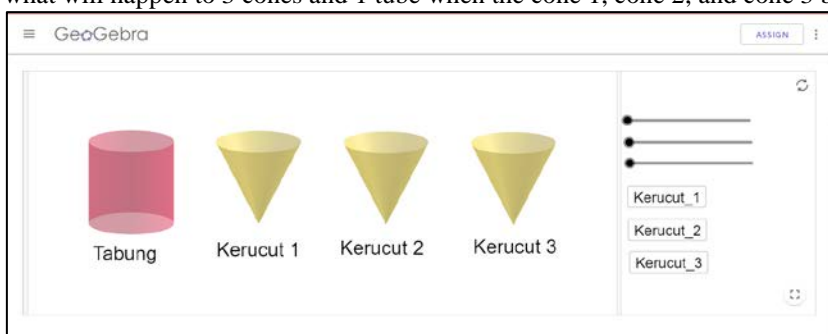 what will happen to 3 cones and 1 tube when the cone 1, cone 2, and cone 3
GeoGebra
ASSIGN
Tabung
Kerucut 1
Kerucut 2
Kerucut 3
Kerucut_1
Kerucut_2
Kerucut_3